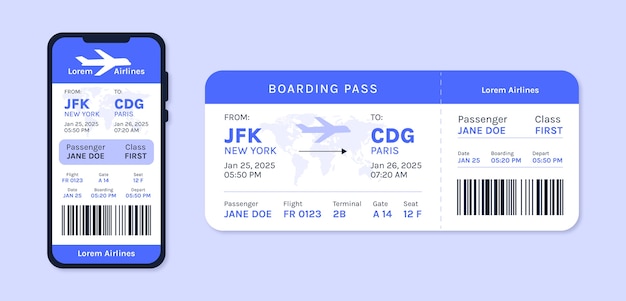 Lorem Airlines
FROM: TO:
JFK CDG
NEW YORK PARIS
Jan 25, 2025 Jan 26, 2025
05:50 PM 07:20 AM
Passenger Class
JANE DOE FIRST
Flight Gate Seat
FR 0123 A 14 12 F
Date Boarding Depart
JAN 25 05:20 PM 05:50 PM
Lorem Airlines
BOARDING PASS
FROM: TO:
JFK CDG
NEW YORK PARIS
Jan 25, 2025 Jan 26, 2025
05:50 PM 07:20 AM
Passenger Flight Terminal Gate Seat
JANE DOE FR 0123 2B A 14 12 F
Lorem Airlines
Passenger Class
JANE DOE FIRST
Date Boarding Depart
JAN 25 05:20 PM 05:50 PM